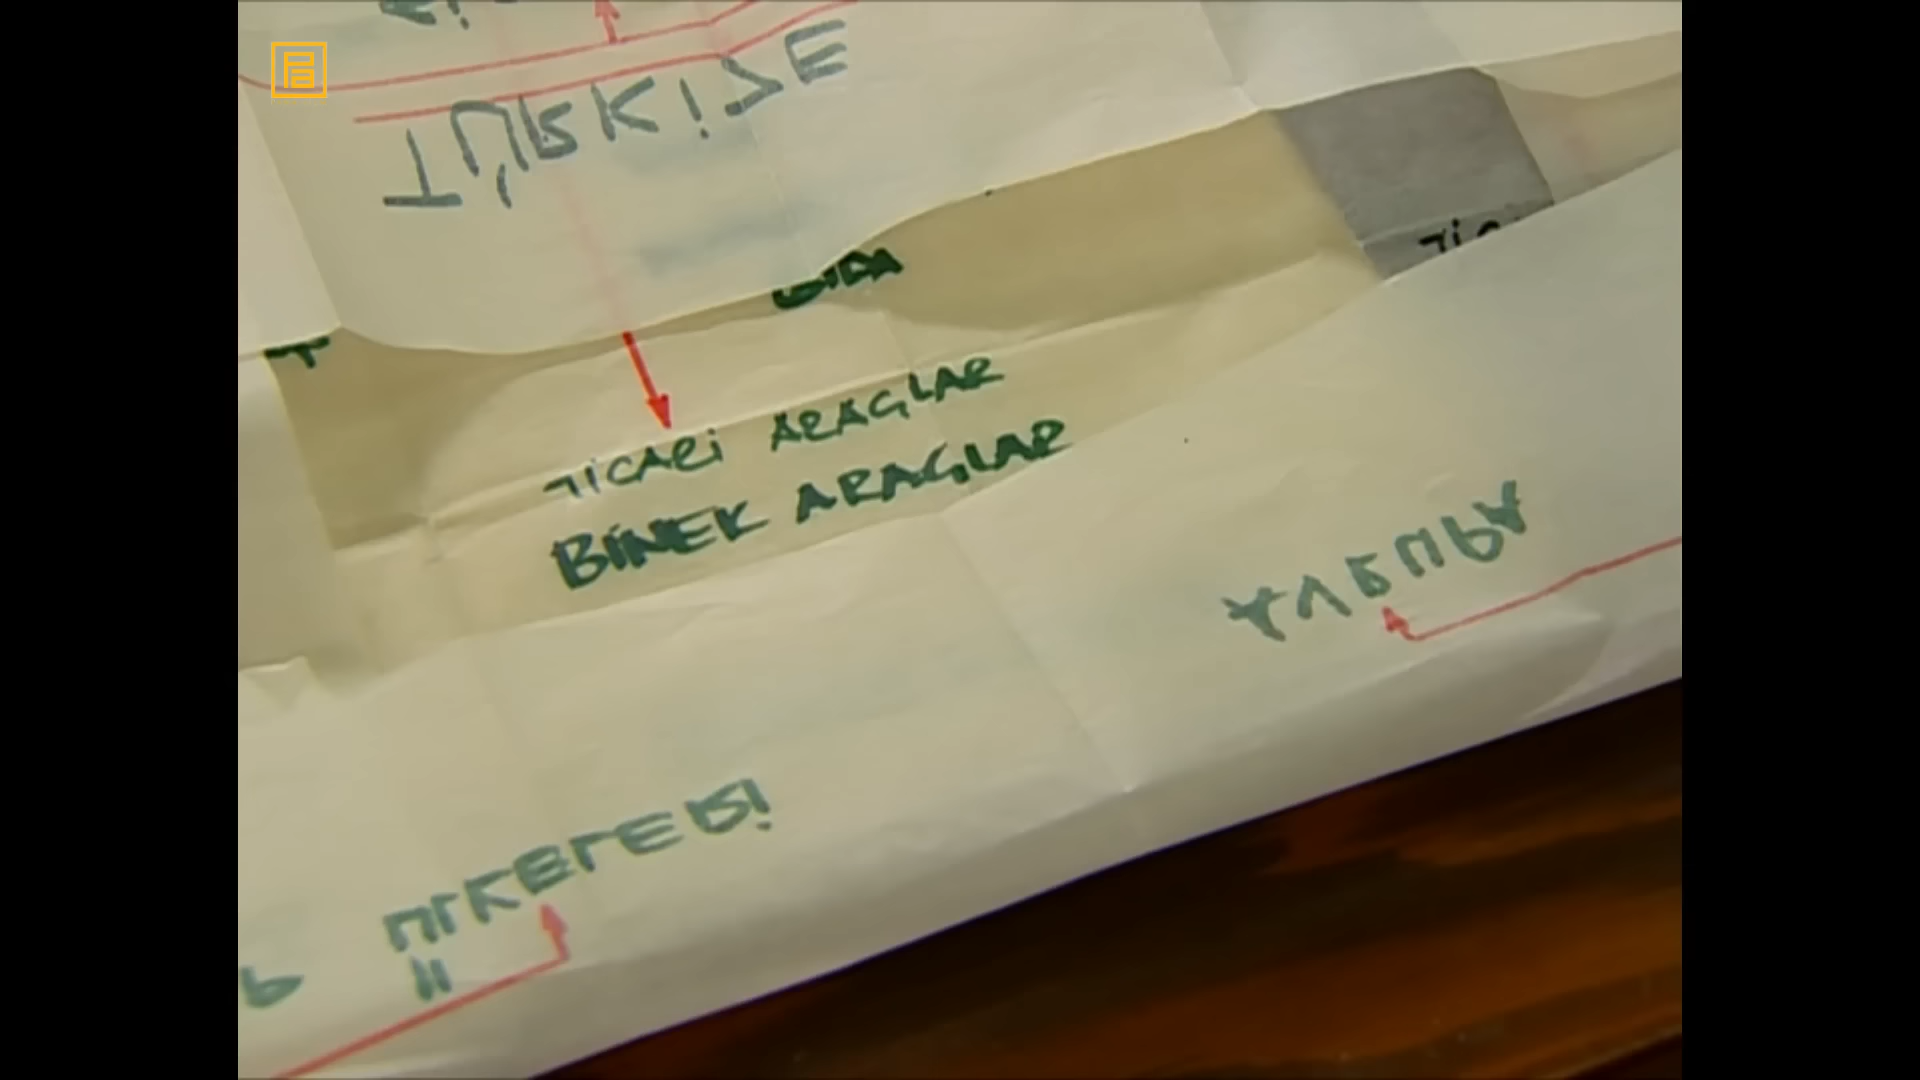 TÜRKİYE
GIDA
TİCARİ ARAÇLAR
BİNEK ARAÇLAR
AVRUPA
ÜLKELERİ